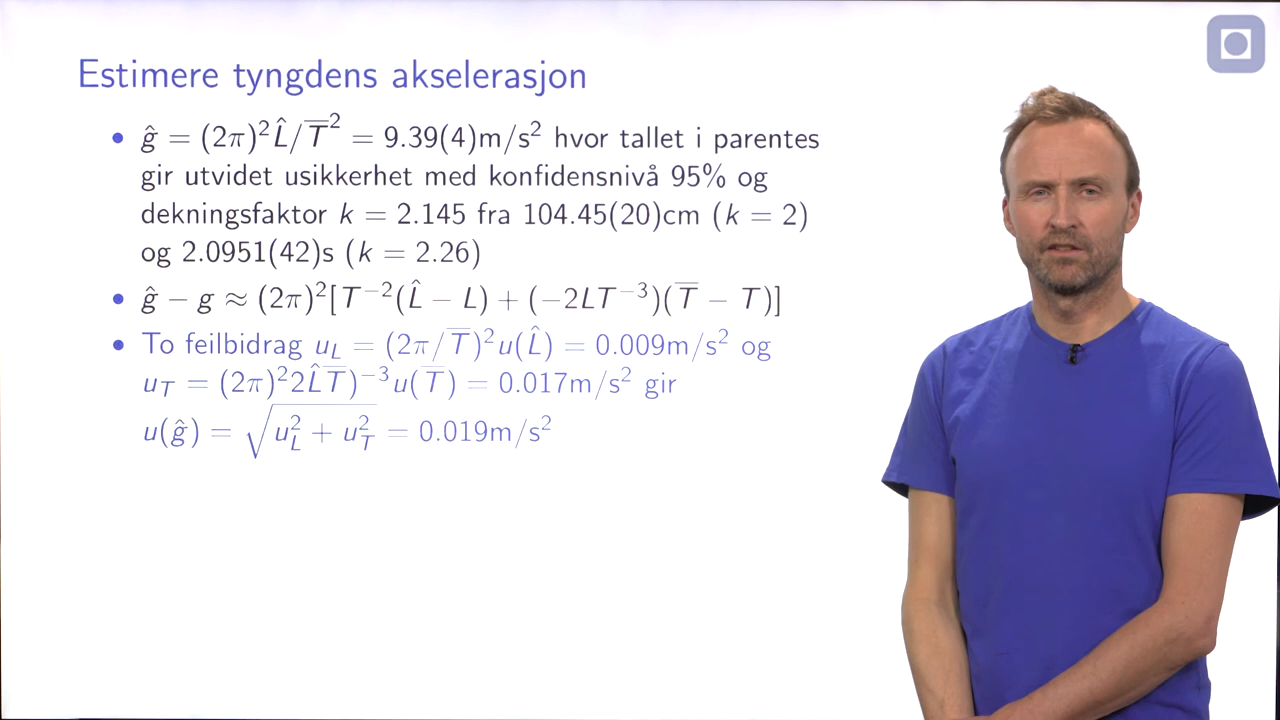 Estimere tyngdens akselerasjon
• ĝ = (2π)²L̂/T̅² = 9.39(4)m/s² hvor tallet i parentes
gir utvidet usikkerhet med konfidensnivå 95% og
dekningsfaktor k = 2.145 fra 104.45(20)cm (k = 2)
og 2.0951(42)s (k = 2.26)
• ĝ − g ≈ (2π)²[T⁻²(L̂ − L) + (−2LT⁻³)(T̅ − T)]
• To feilbidrag u_L = (2π/T̅)²u(L̂) = 0.009m/s² og
u_T = (2π)²2L̂T̅)⁻³u(T̅) = 0.017m/s² gir
u(ĝ) = √(u_L² + u_T²) = 0.019m/s²